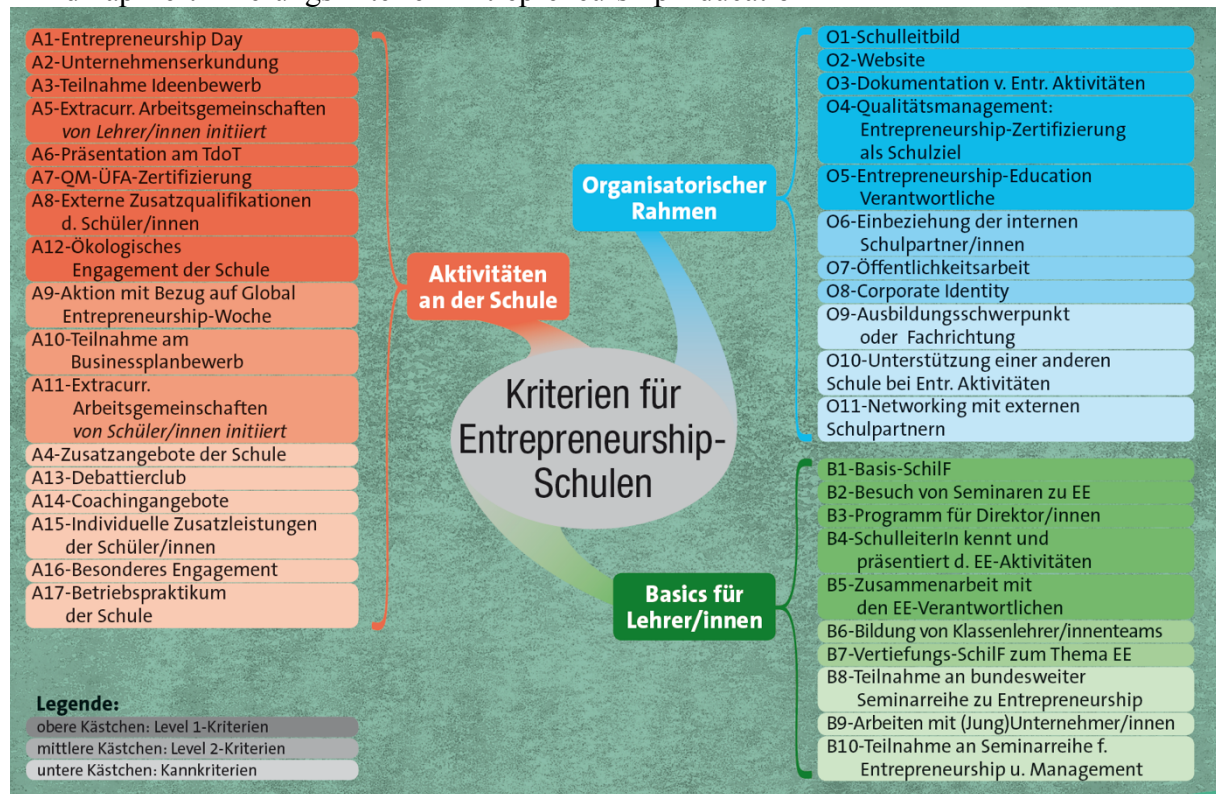 A1-Entrepreneurship Day
A2-Unternehmenserkundung
A3-Teilnahme Ideenbewerb
A5-Extracurr. Arbeitsgemeinschaften
von Lehrer/innen initiiert
A6-Präsentation am TdoT
A7-QM-ÜFA-Zertifizierung
A8-Externe Zusatzqualifikationen
d. Schüler/innen
A12-Ökologisches
Engagement der Schule
A9-Aktion mit Bezug auf Global
Entrepreneurship-Woche
A10-Teilnahme am
Businessplanbewerb
A11-Extracurr.
Arbeitsgemeinschaften
von Schüler/innen initiiert
A4-Zusatzangebote der Schule
A13-Debattierclub
A14-Coachingangebote
A15-Individuelle Zusatzleistungen
der Schüler/innen
A16-Besonderes Engagement
A17-Betriebspraktikum
der Schule
Aktivitäten
an der Schule
Kriterien für
Entrepreneurship-
Schulen
Organisatorischer
Rahmen
O1-Schulleitbild
O2-Website
O3-Dokumentation v. Entr. Aktivitäten
O4-Qualitätsmanagement:
Entrepreneurship-Zertifizierung
als Schulziel
O5-Entrepreneurship-Education
Verantwortliche
O6-Einbeziehung der internen
Schulpartner/innen
O7-Öffentlichkeitsarbeit
O8-Corporate Identity
O9-Ausbildungsschwerpunkt
oder Fachrichtung
O10-Unterstützung einer anderen
Schule bei Entr. Aktivitäten
O11-Networking mit externen
Schulpartnern
Basics für
Lehrer/innen
B1-Basis-SchilF
B2-Besuch von Seminaren zu EE
B3-Programm für Direktor/innen
B4-SchulleiterIn kennt und
präsentiert d. EE-Aktivitäten
B5-Zusammenarbeit mit
den EE-Verantwortlichen
B6-Bildung von Klassenlehrer/innenteams
B7-Vertiefungs-SchilF zum Thema EE
B8-Teilnahme an bundesweiter
Seminarreihe zu Entrepreneurship
B9-Arbeiten mit (Jung)Unternehmer/innen
B10-Teilnahme an Seminarreihe f.
Entrepreneurship u. Management
Legende:
obere Kästchen: Level 1-Kriterien
mittlere Kästchen: Level 2-Kriterien
untere Kästchen: Kannkriterien